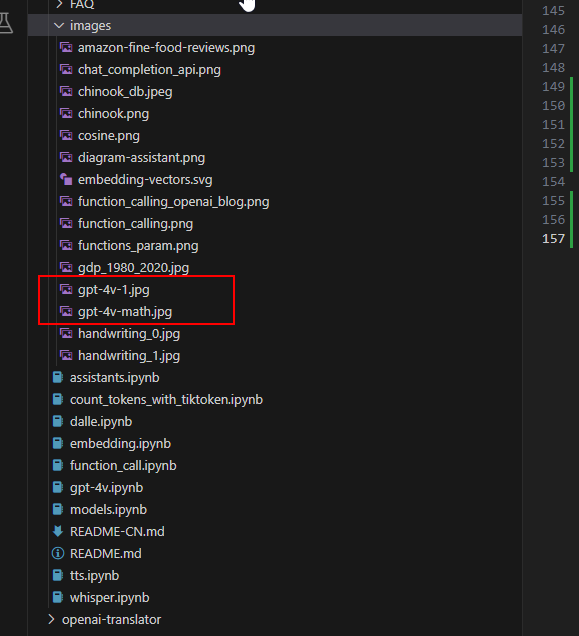 FAQ
images
amazon-fine-food-reviews.png
chat_completion_api.png
chinook_db.jpeg
chinook.png
cosine.png
diagram-assistant.png
embedding-vectors.svg
function_calling_openai_blog.png
function_calling.png
functions_param.png
gdp_1980_2020.jpg
gpt-4v-1.jpg
gpt-4v-math.jpg
handwriting_0.jpg
handwriting_1.jpg
assistants.ipynb
count_tokens_with_tiktoken.ipynb
dalle.ipynb
embedding.ipynb
function_call.ipynb
gpt-4v.ipynb
models.ipynb
README-CN.md
README.md
tts.ipynb
whisper.ipynb
openai-translator
145
146
147
148
149
150
151
152
153
154
155
156
157